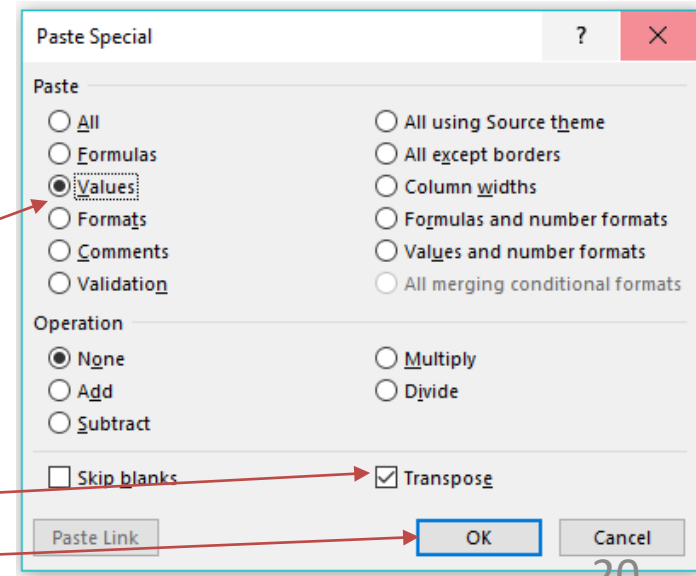 Paste Special ? ×
Paste
All
Formulas
Values
Formats
Comments
Validation
All using Source theme
All except borders
Column widths
Formulas and number formats
Values and number formats
All merging conditional formats
Operation
None
Add
Subtract
Multiply
Divide
Skip blanks
Transpose
Paste Link
OK
Cancel
20